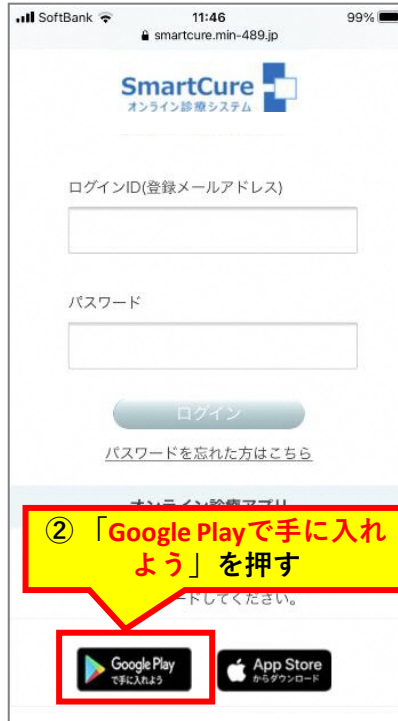 SoftBank 11:46 99%
smartcure.min-489.jp
SmartCure
オンライン診療システム
ログインID(登録メールアドレス)
パスワード
ログイン
パスワードを忘れた方はこちら
オンライン診療アプリ
② 「Google Playで手に入れ
よう」を押す
ードしてください。
Google Play
で手に入れよう
App Store
からダウンロード